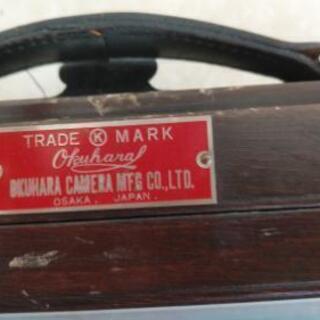 TRADE Ⓚ MARK
Okuhara
OKUHARA CAMERA MFG CO.,LTD.
OSAKA, JAPAN.